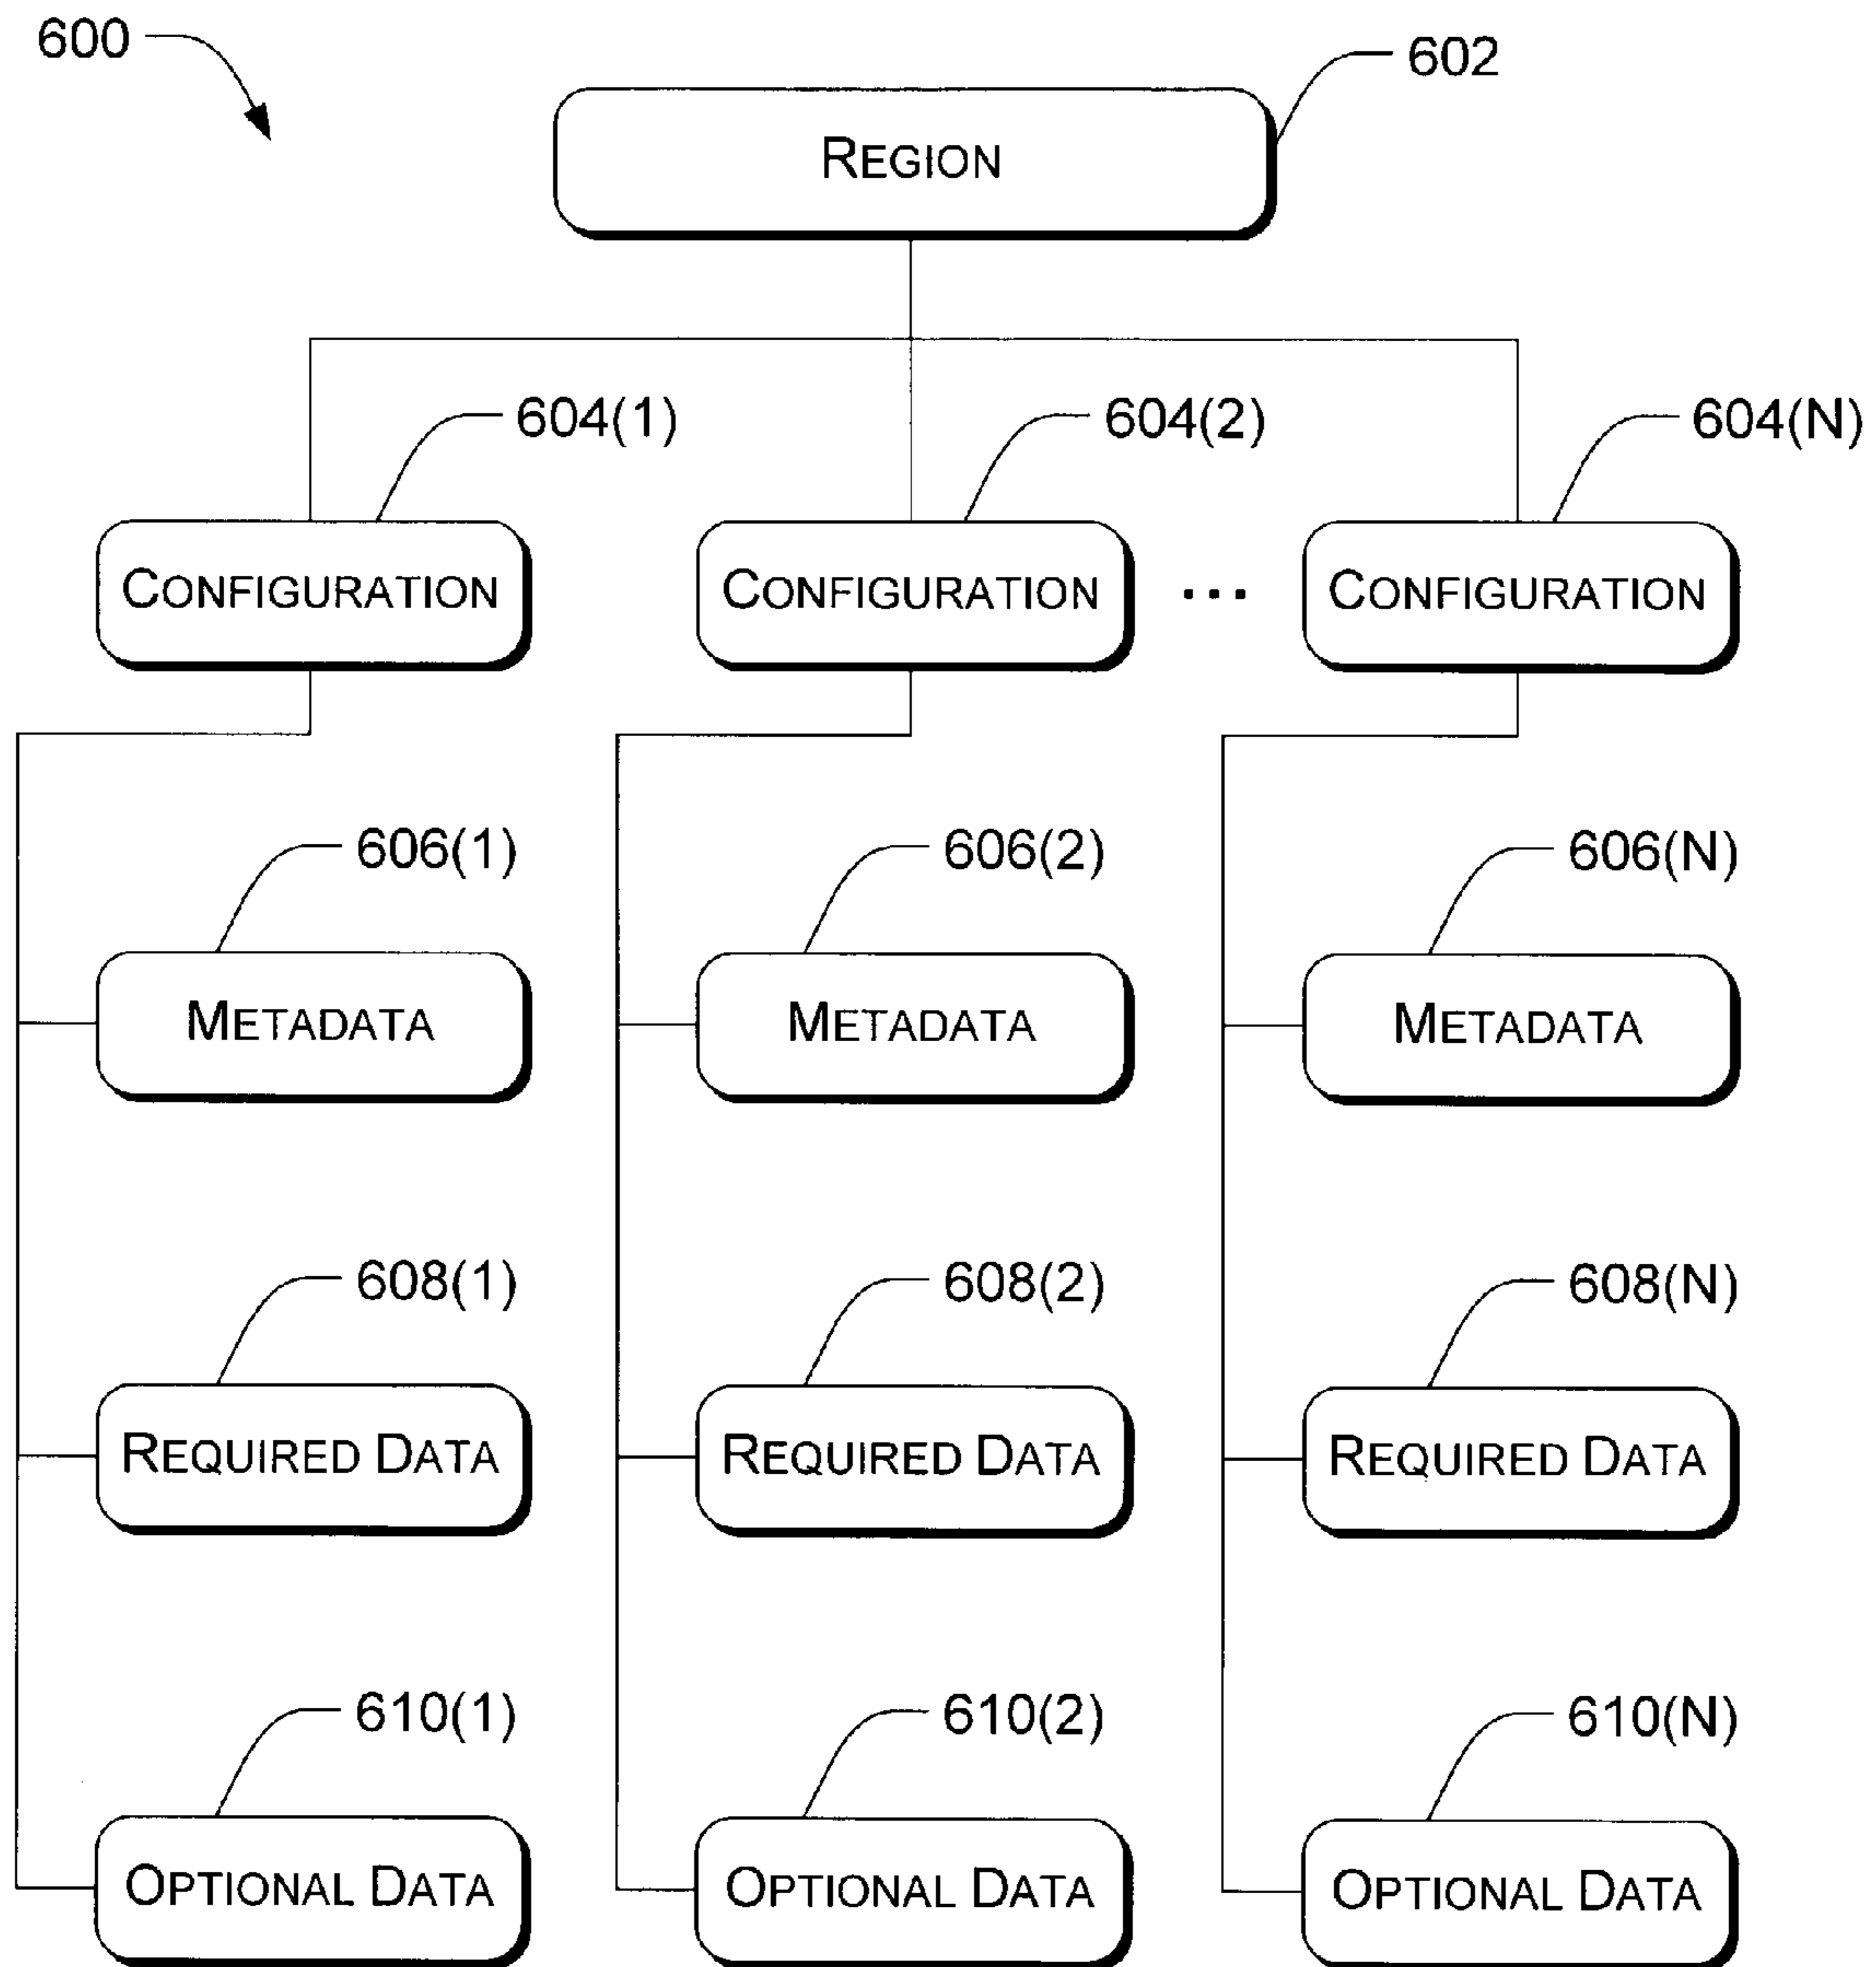 600
602
REGION
604(1)
604(2)
604(N)
CONFIGURATION
CONFIGURATION
...
CONFIGURATION
606(1)
606(2)
606(N)
METADATA
METADATA
METADATA
608(1)
608(2)
608(N)
REQUIRED DATA
REQUIRED DATA
REQUIRED DATA
610(1)
610(2)
610(N)
OPTIONAL DATA
OPTIONAL DATA
OPTIONAL DATA